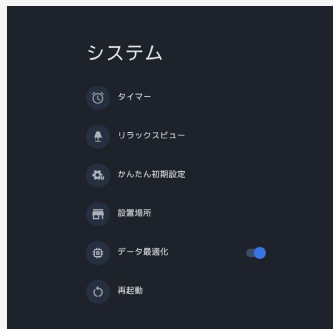 システム
タイマー
リラックスビュー
かんたん初期設定
設置場所
データ最適化
再起動